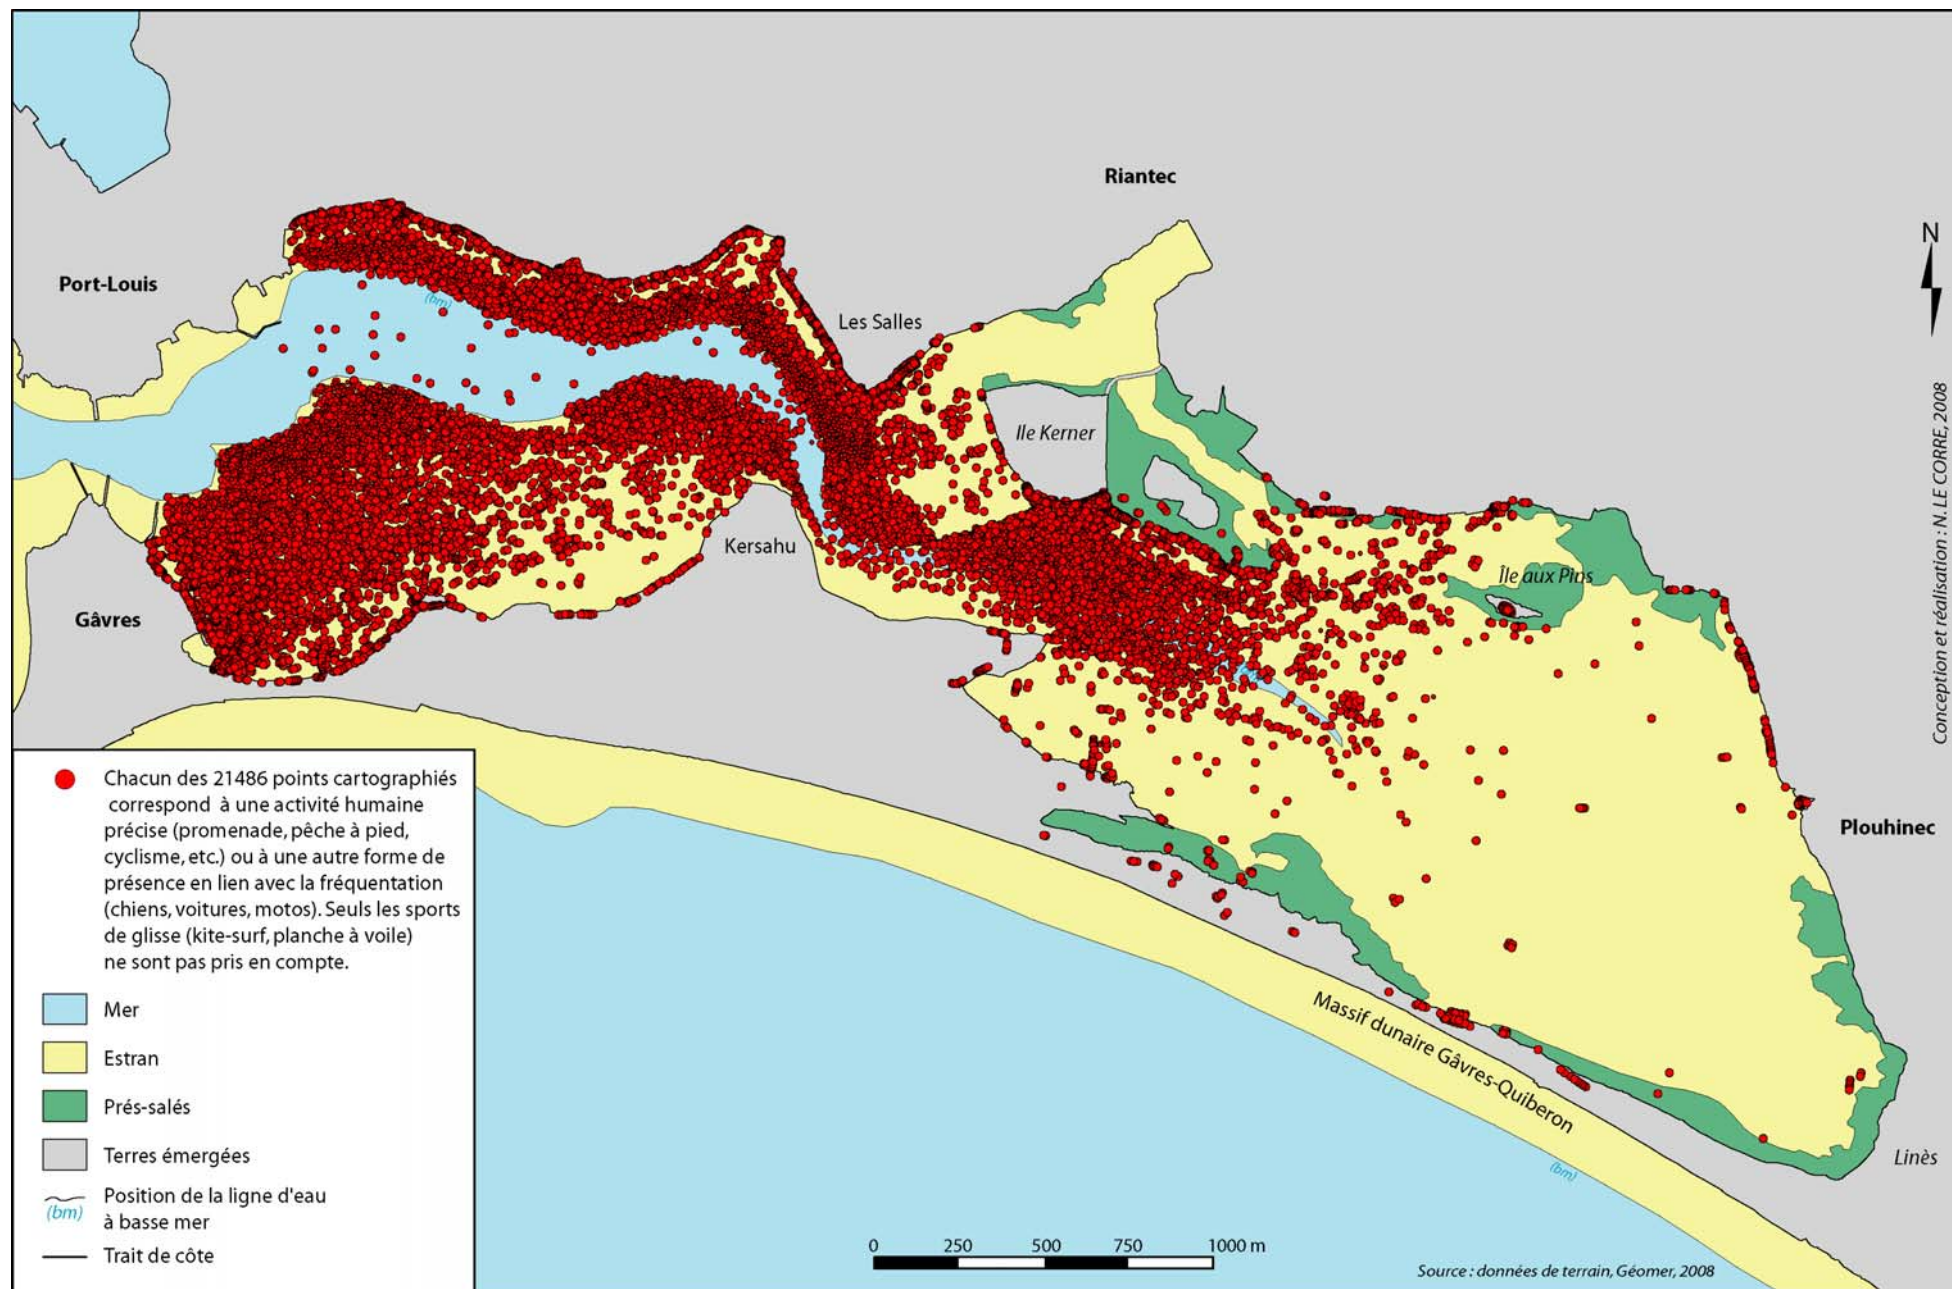 Riantec
N
Port-Louis
(bm)
Les Salles
Ile Kerner
Kersahu
Île aux Pins
Gâvres
Plouhinec
Conception et réalisation : N. LE CORRE, 2008
Chacun des 21486 points cartographiés
correspond à une activité humaine
précise (promenade, pêche à pied,
cyclisme, etc.) ou à une autre forme de
présence en lien avec la fréquentation
(chiens, voitures, motos). Seuls les sports
de glisse (kite-surf, planche à voile)
ne sont pas pris en compte.
Mer
Estran
Prés-salés
Terres émergées
Position de la ligne d'eau
(bm)
à basse mer
Trait de côte
Massif dunaire Gâvres-Quiberon
(bm)
Linès
0 250 500 750 1000 m
Source : données de terrain, Géomer, 2008